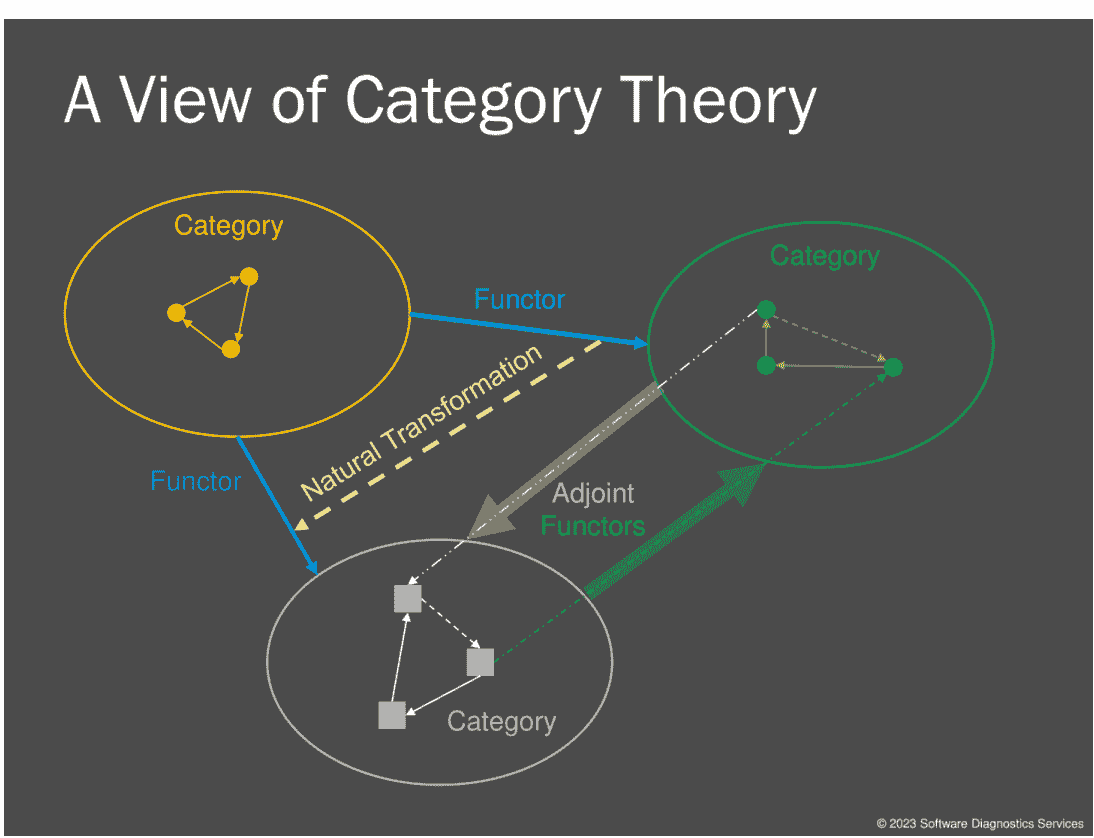 A View of Category Theory
Category
Category
Functor
Natural Transformation
Functor
Adjoint
Functors
Category
© 2023 Software Diagnostics Services